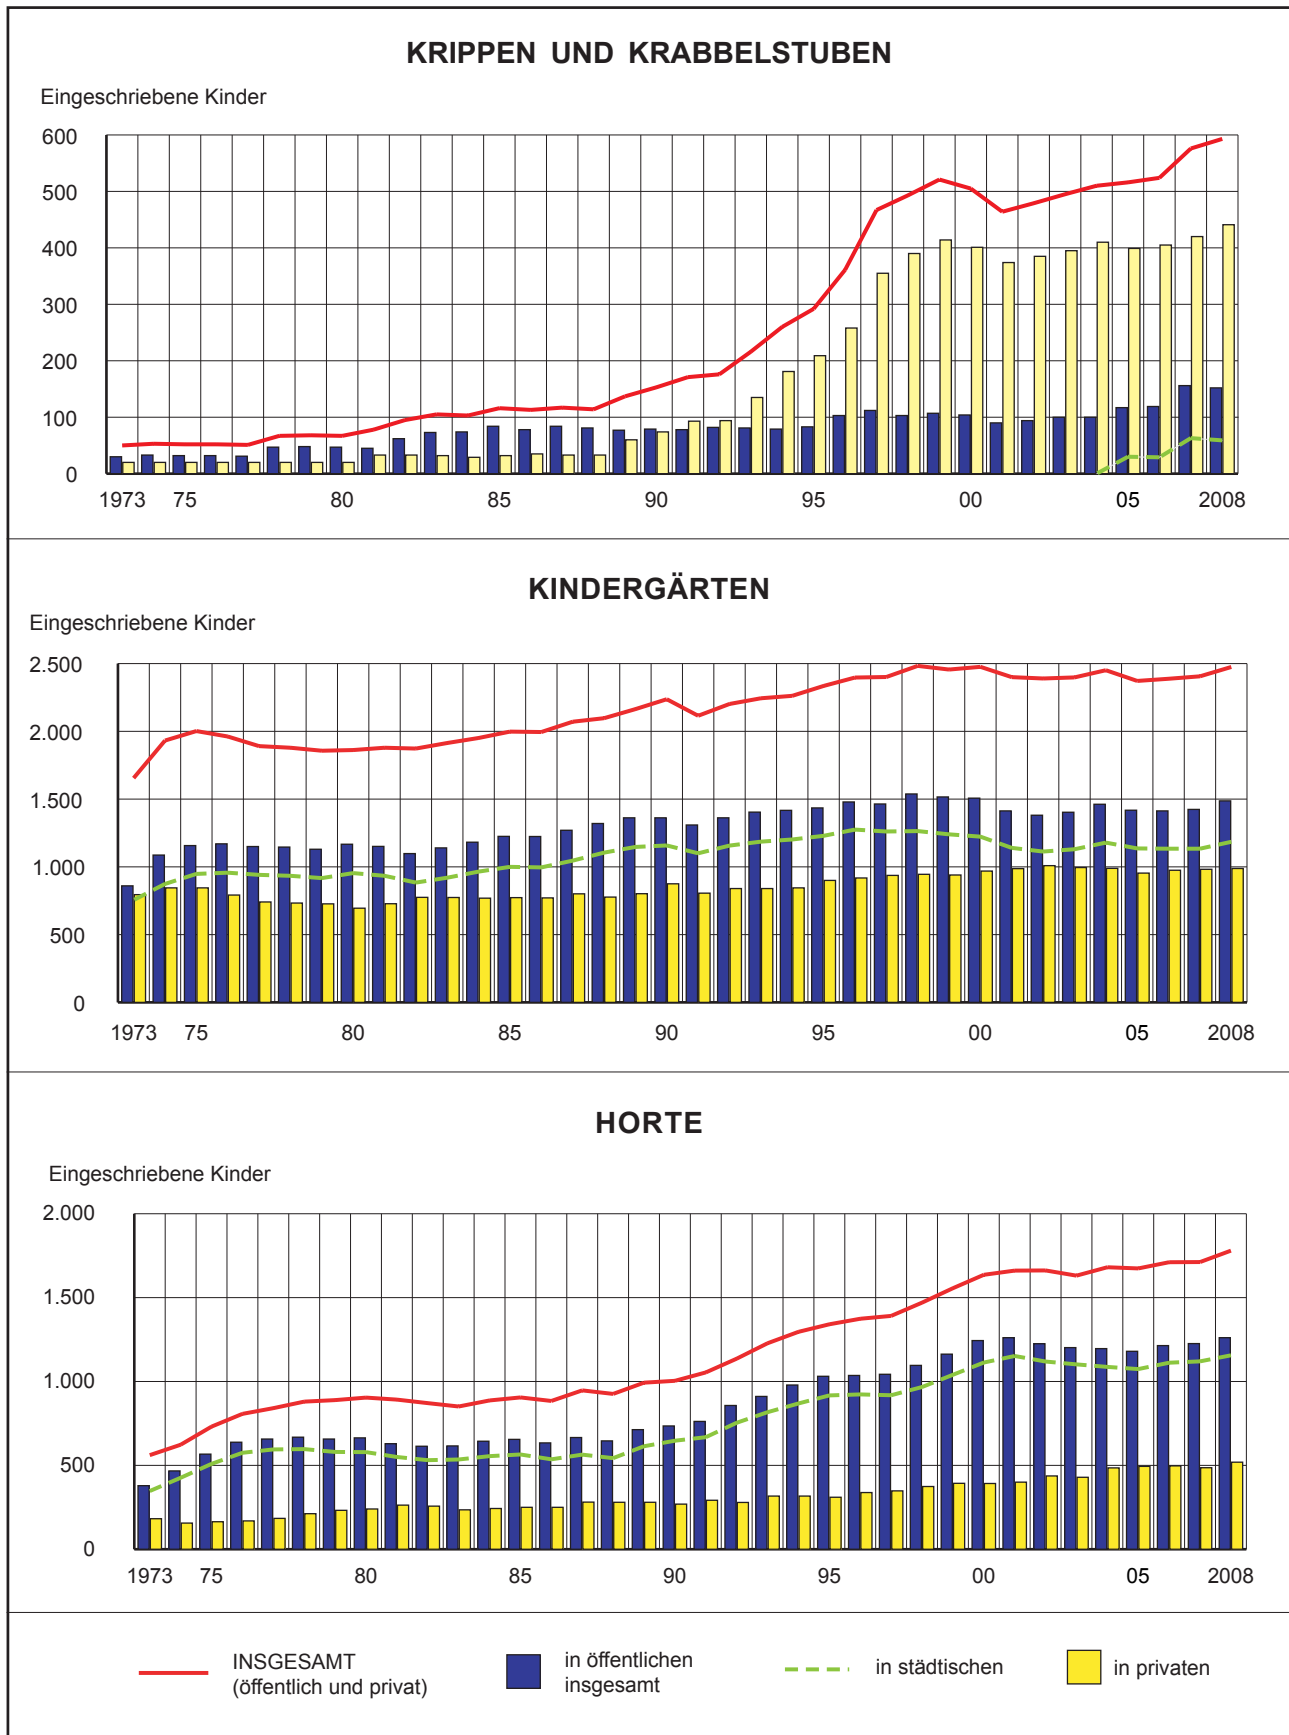 KRIPPEN UND KRABBELSTUBEN
Eingeschriebene Kinder
600
500
400
300
200
100
0
1973 75 80 85 90 95 00 05 2008
KINDERGÄRTEN
Eingeschriebene Kinder
2.500
2.000
1.500
1.000
500
0
1973 75 80 85 90 95 00 05 2008
HORTE
Eingeschriebene Kinder
2.000
1.500
1.000
500
0
1973 75 80 85 90 95 00 05 2008
INSGESAMT
(öffentlich und privat)
in öffentlichen
insgesamt
in städtischen
in privaten